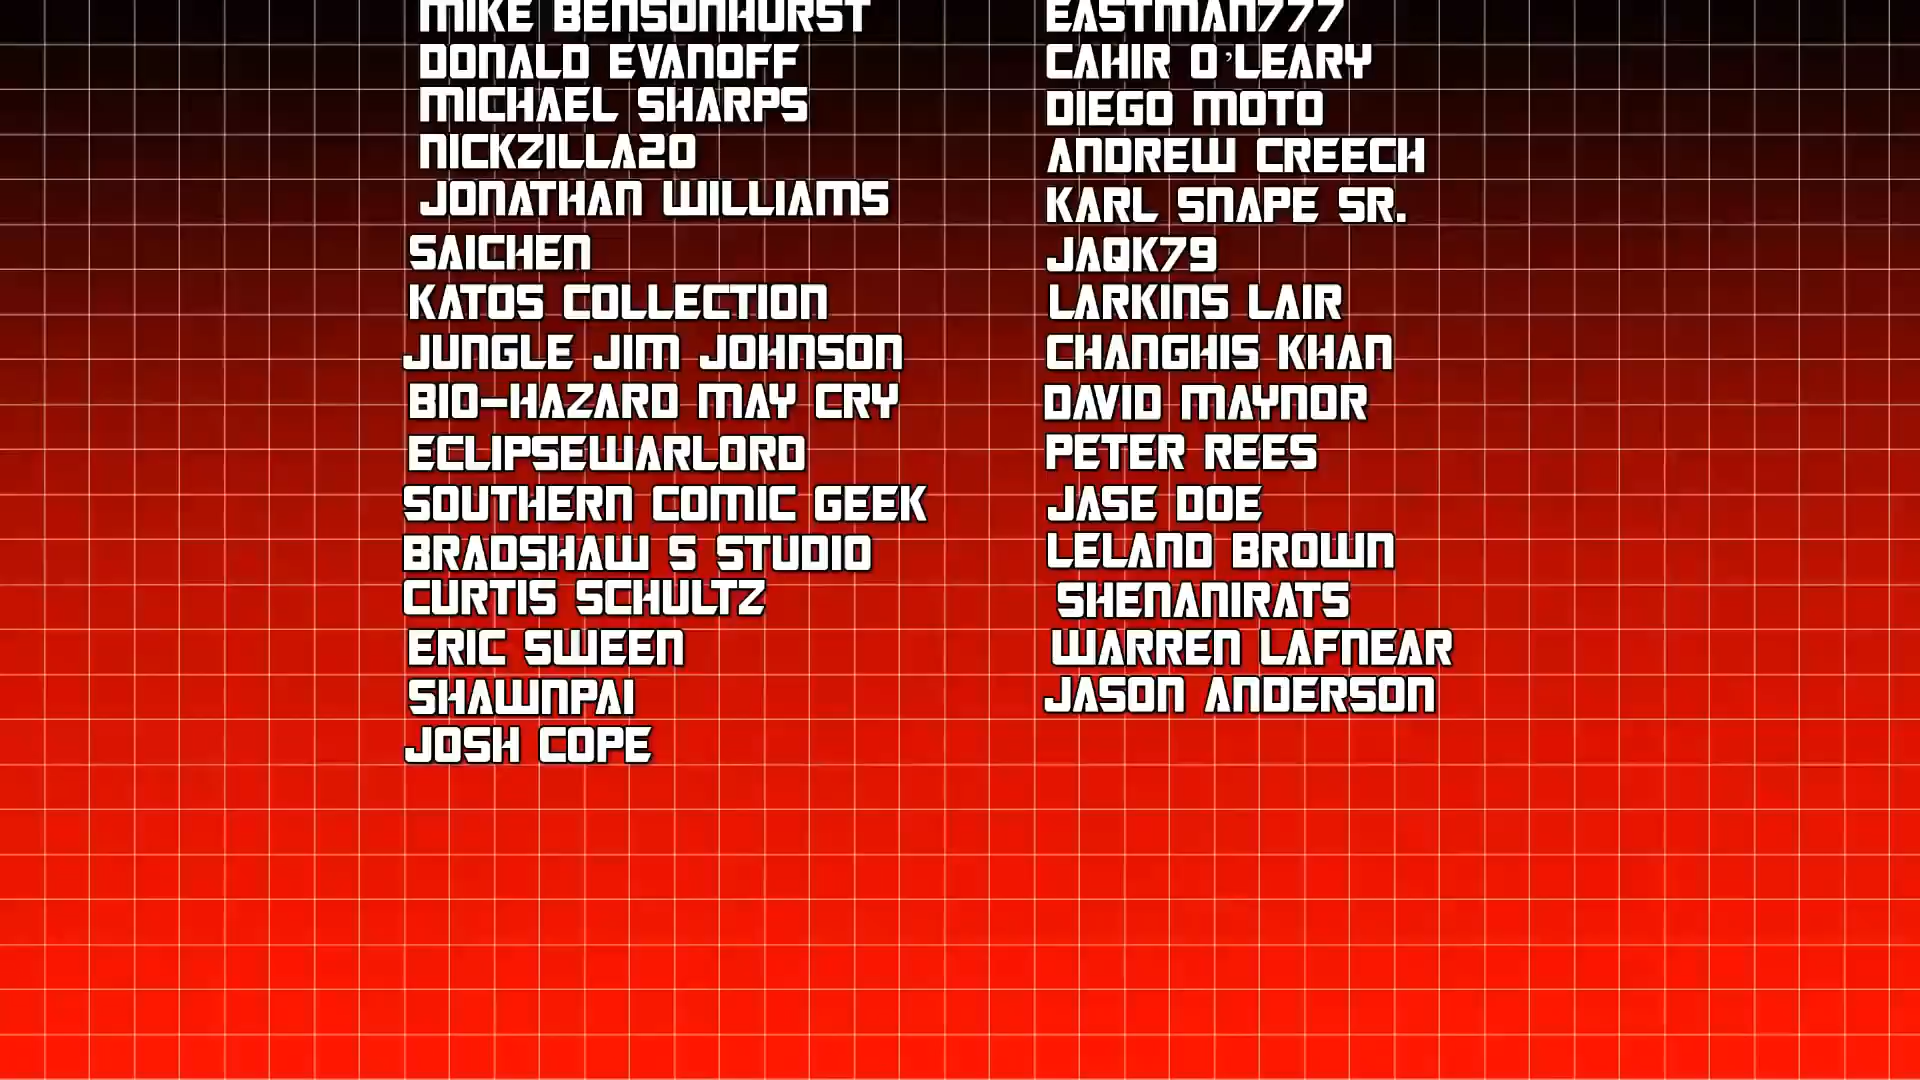 MIKE BENSONHURST
DONALD EVANOFF
MICHAEL SHARPS
NICKZILLA20
JONATHAN WILLIAMS
SAICHEN
KATOS COLLECTION
JUNGLE JIM JOHNSON
BIO-HAZARD MAY CRY
ECLIPSEWARLORD
SOUTHERN COMIC GEEK
BRADSHAW S STUDIO
CURTIS SCHULTZ
ERIC SWEEN
SHAWNPAI
JOSH COPE
EASTMAN777
CAHIR O'LEARY
DIEGO MOTO
ANDREW CREECH
KARL SNAPE SR.
JAQK79
LARKINS LAIR
CHANGHIS KHAN
DAVID MAYNOR
PETER REES
JASE DOE
LELAND BROWN
SHENANIRATS
WARREN LAFNEAR
JASON ANDERSON